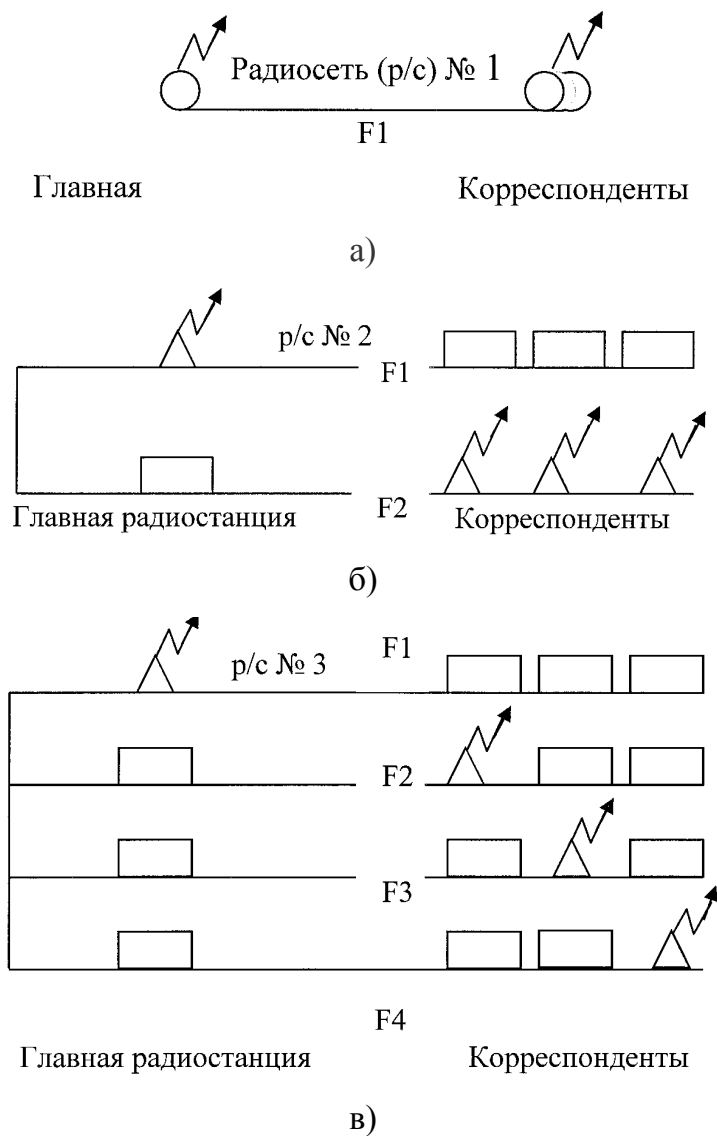 Радиосеть (р/с) № 1
F1
Главная Корреспонденты
а)
р/с № 2
F1
F2
Главная радиостанция Корреспонденты
б)
F1
р/с № 3
F2
F3
F4
Главная радиостанция Корреспонденты
в)